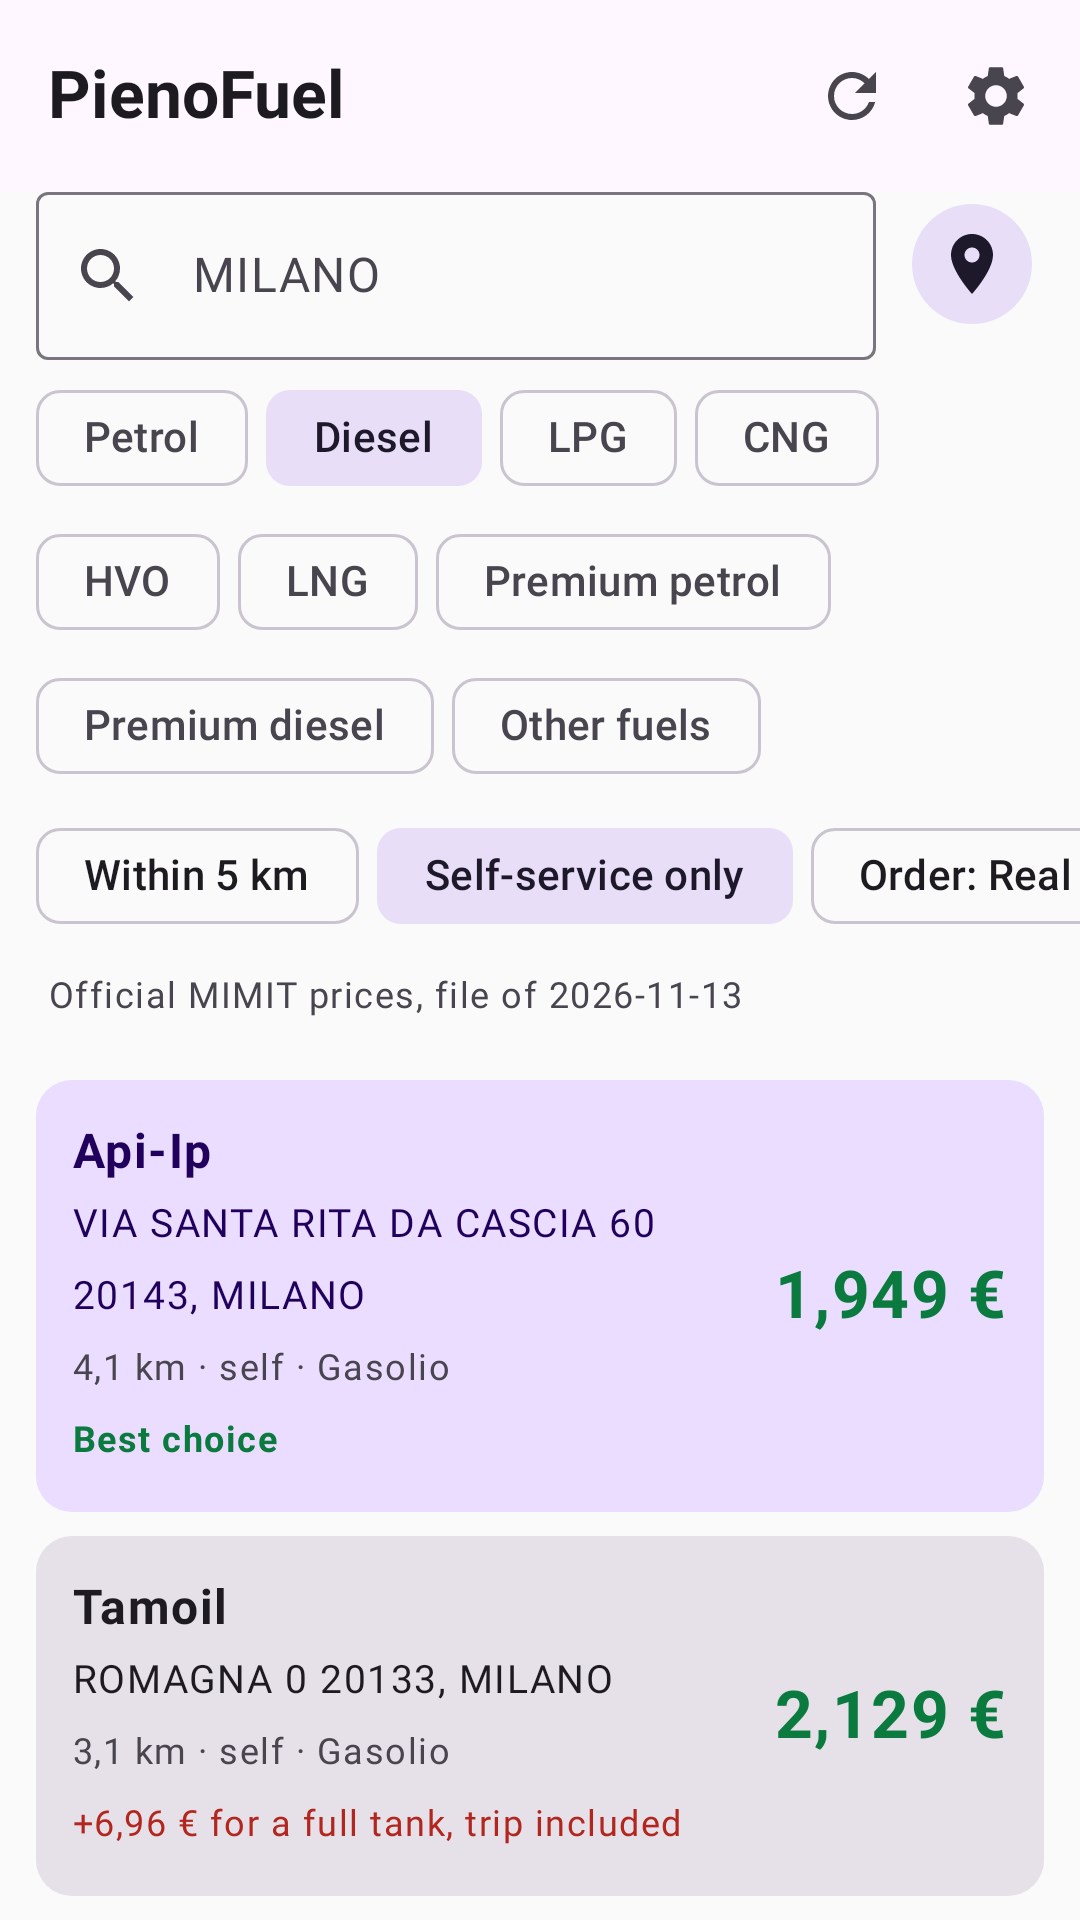 PienoFuel
MILANO
Petrol Diesel LPG CNG
HVO LNG Premium petrol
Premium diesel Other fuels
Within 5 km Self-service only Order: Real
Official MIMIT prices, file of 2026-11-13
Api-Ip
VIA SANTA RITA DA CASCIA 60
20143, MILANO
1,949 €
4,1 km · self · Gasolio
Best choice
Tamoil
ROMAGNA 0 20133, MILANO
2,129 €
3,1 km · self · Gasolio
+6,96 € for a full tank, trip included